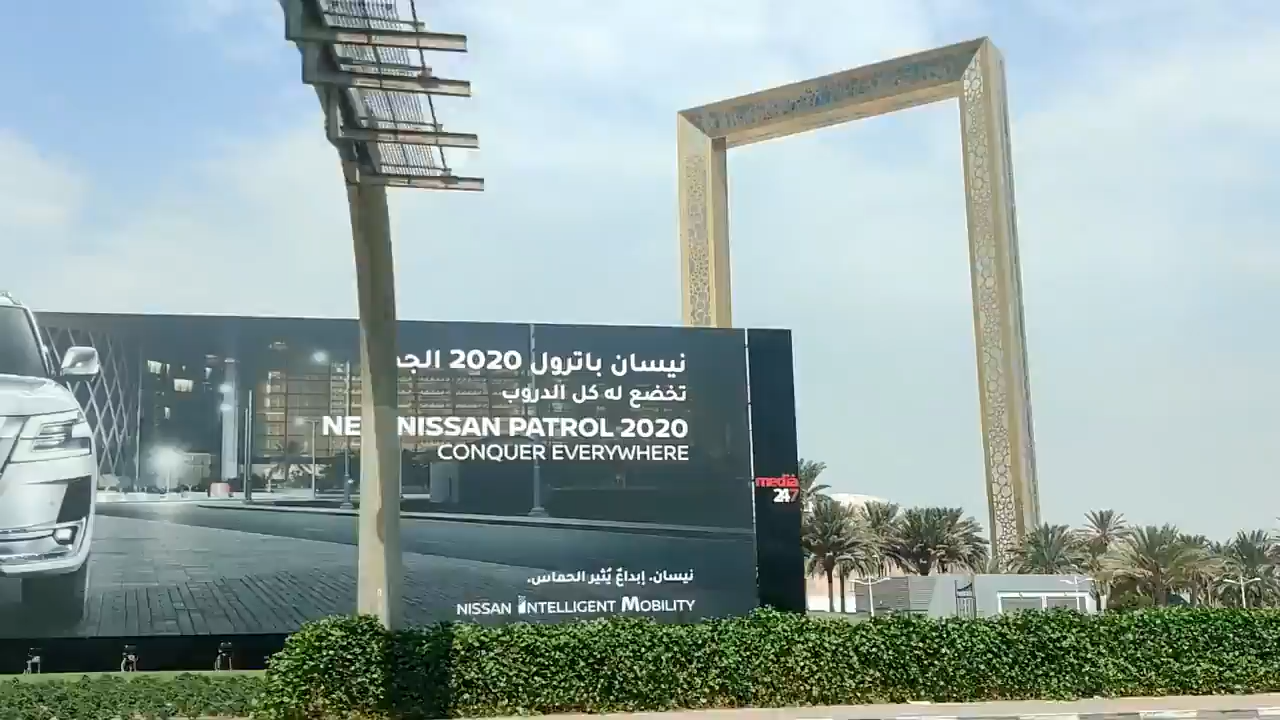 نيسان باترول 2020
تخضع له كل الدروب
NISSAN PATROL 2020
CONQUER EVERYWHERE
media
247
نيسان. إبداعٌ يُثير الحماس.
NISSAN INTELLIGENT MOBILITY